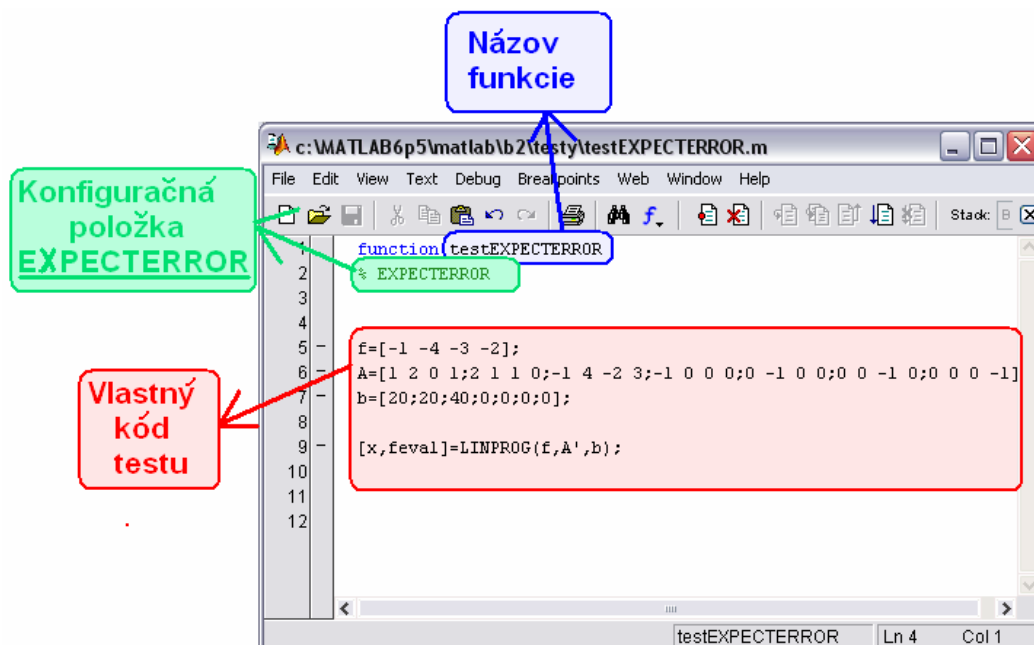 Názov
funkcie
c:\MATLAB6p5\matlab\b2\testy\testEXPECTERROR.m
File Edit View Text Debug Breakpoints Web Window Help
Stack: B
Konfiguračná
položka
EXPECTERROR
1 function testEXPECTERROR
2 % EXPECTERROR
3
4
5 - f=[-1 -4 -3 -2];
6 - A=[1 2 0 1;2 1 1 0;-1 4 -2 3;-1 0 0 0;0 -1 0 0;0 0 -1 0;0 0 0 -1]
7 - b=[20;20;40;0;0;0;0];
8
9 - [x,feval]=LINPROG(f,A',b);
10
11
12
Vlastný
kód
testu
testEXPECTERROR Ln 4 Col 1